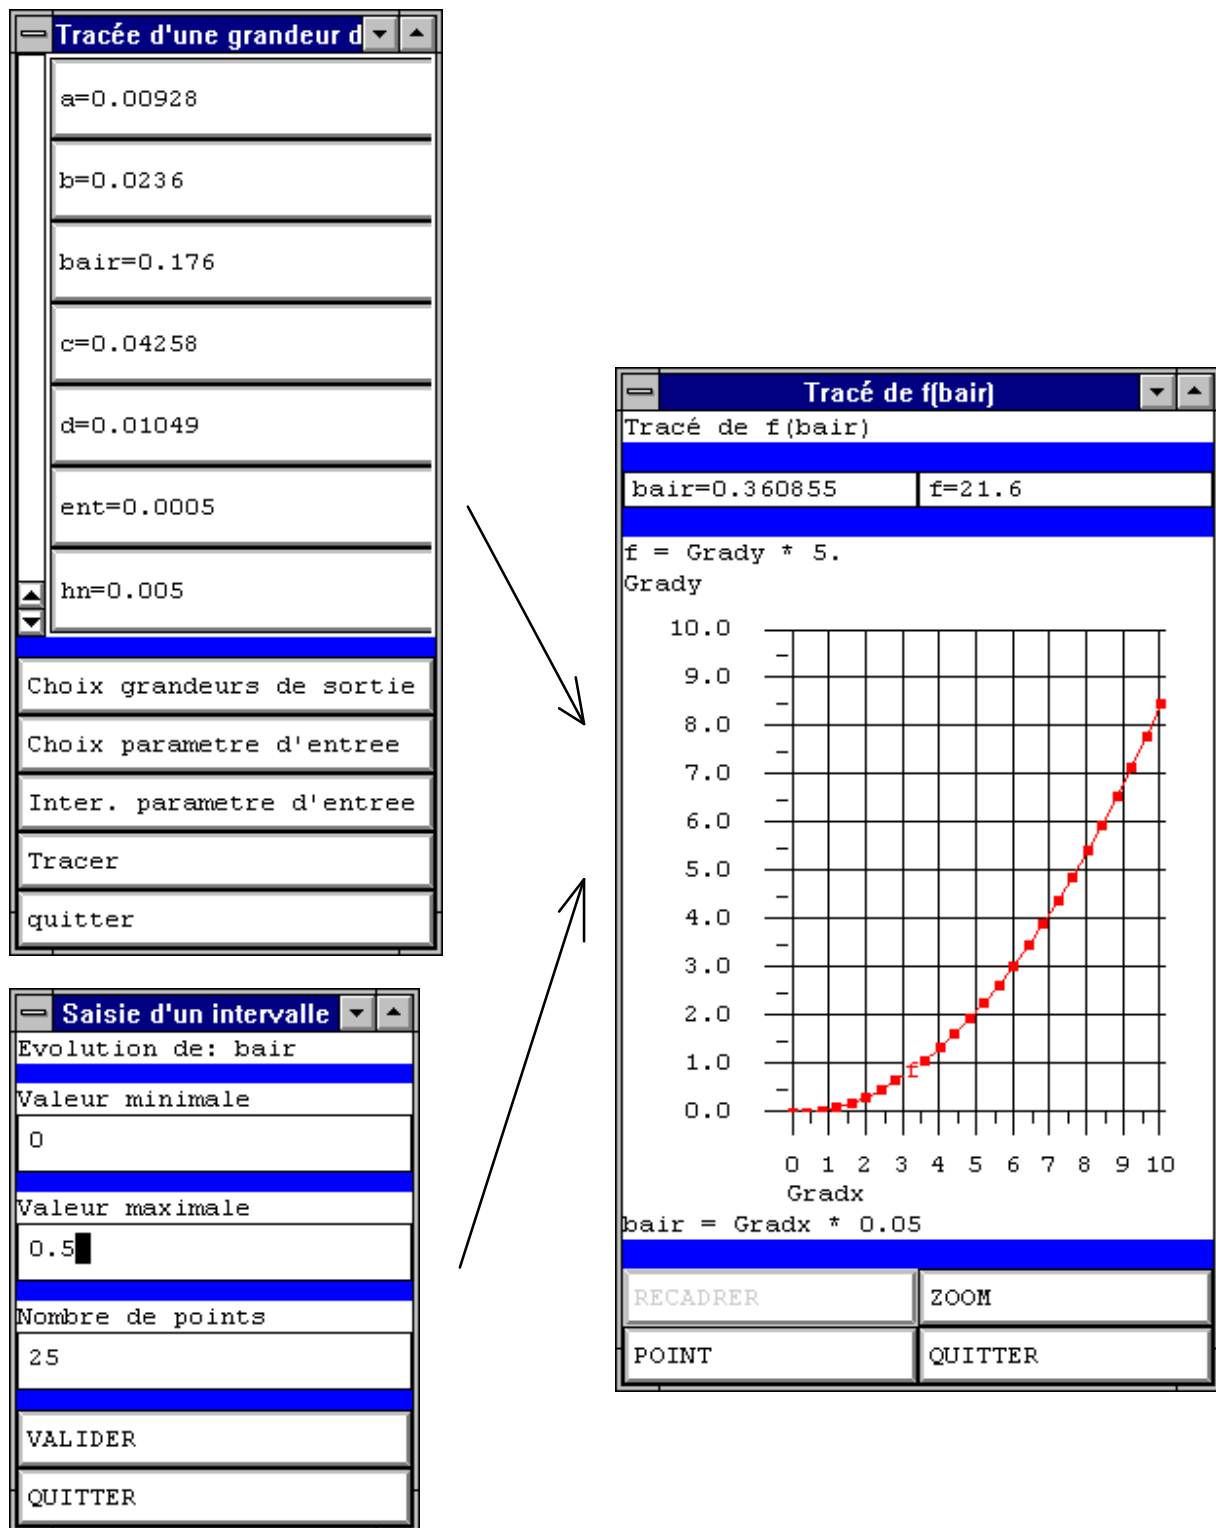 Tracée d'une grandeur d
a=0.00928
b=0.0236
bair=0.176
c=0.04258
d=0.01049
ent=0.0005
hn=0.005
Choix grandeurs de sortie
Choix parametre d'entree
Inter. parametre d'entree
Tracer
quitter
Saisie d'un intervalle
Evolution de: bair
Valeur minimale
0
Valeur maximale
0.5
Nombre de points
25
VALIDER
QUITTER
Tracé de f(bair)
Tracé de f(bair)
bair=0.360855 f=21.6
f = Grady * 5.
Grady
10.0
9.0
8.0
7.0
6.0
5.0
4.0
3.0
2.0
1.0
f
0.0
0 1 2 3 4 5 6 7 8 9 10
Gradx
bair = Gradx * 0.05
RECADRER ZOOM
POINT QUITTER